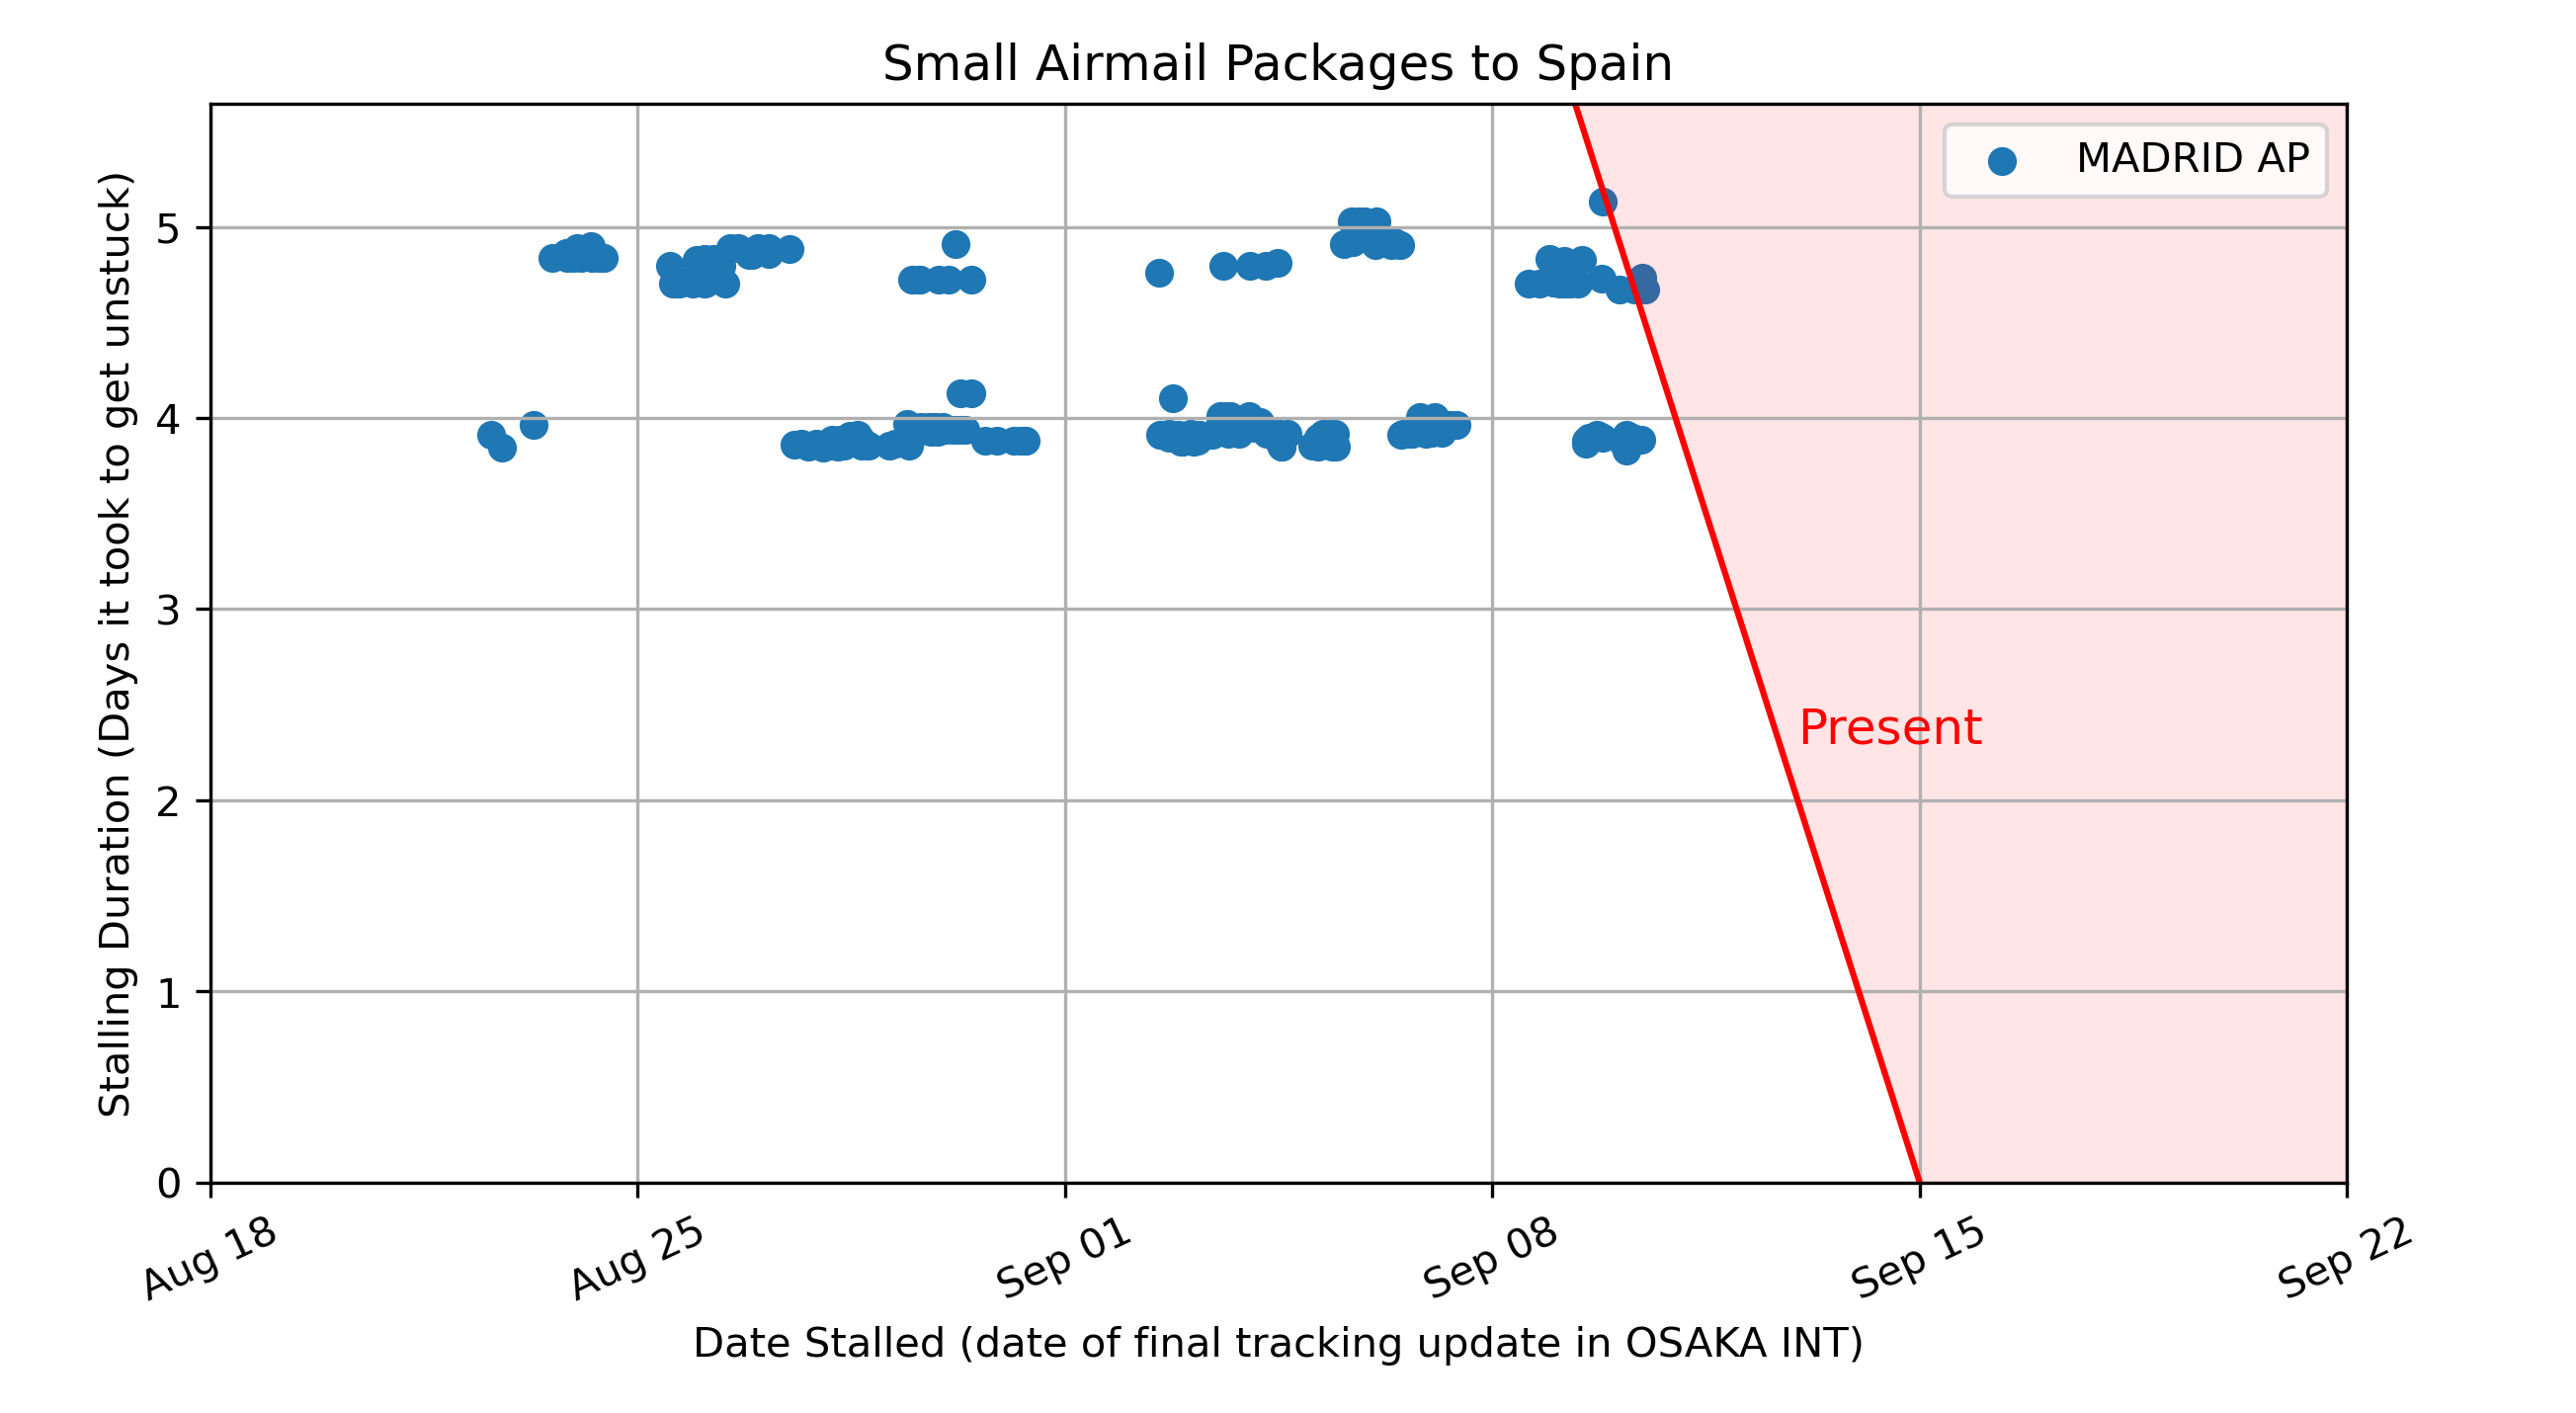 Small Airmail Packages to Spain
MADRID AP
Stalling Duration (Days it took to get unstuck)
5
4
3
2
1
0
Present
Aug 18
Aug 25
Sep 01
Sep 08
Sep 15
Sep 22
Date Stalled (date of final tracking update in OSAKA INT)